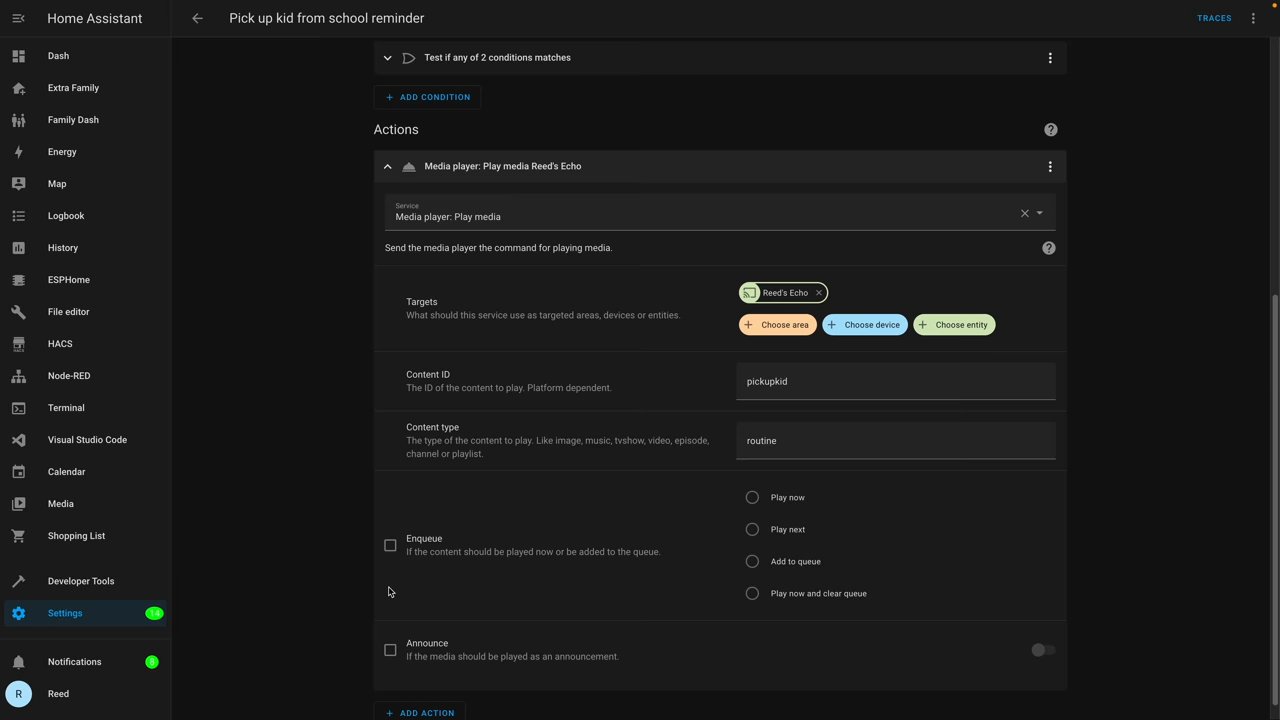 Home Assistant
Pick up kid from school reminder
TRACES
Dash
Extra Family
Family Dash
Energy
Map
Logbook
History
ESPHome
File editor
HACS
Node-RED
Terminal
Visual Studio Code
Calendar
Media
Shopping List
Developer Tools
Settings
14
Notifications
8
R
Reed
Test if any of 2 conditions matches
+ ADD CONDITION
Actions
Media player: Play media Reed's Echo
Service
Media player: Play media
Send the media player the command for playing media.
Targets
What should this service use as targeted areas, devices or entities.
Reed's Echo
+ Choose area
+ Choose device
+ Choose entity
Content ID
The ID of the content to play. Platform dependent.
pickupkid
Content type
The type of the content to play. Like image, music, tvshow, video, episode,
channel or playlist.
routine
Enqueue
If the content should be played now or be added to the queue.
Play now
Play next
Add to queue
Play now and clear queue
Announce
If the media should be played as an announcement.
+ ADD ACTION